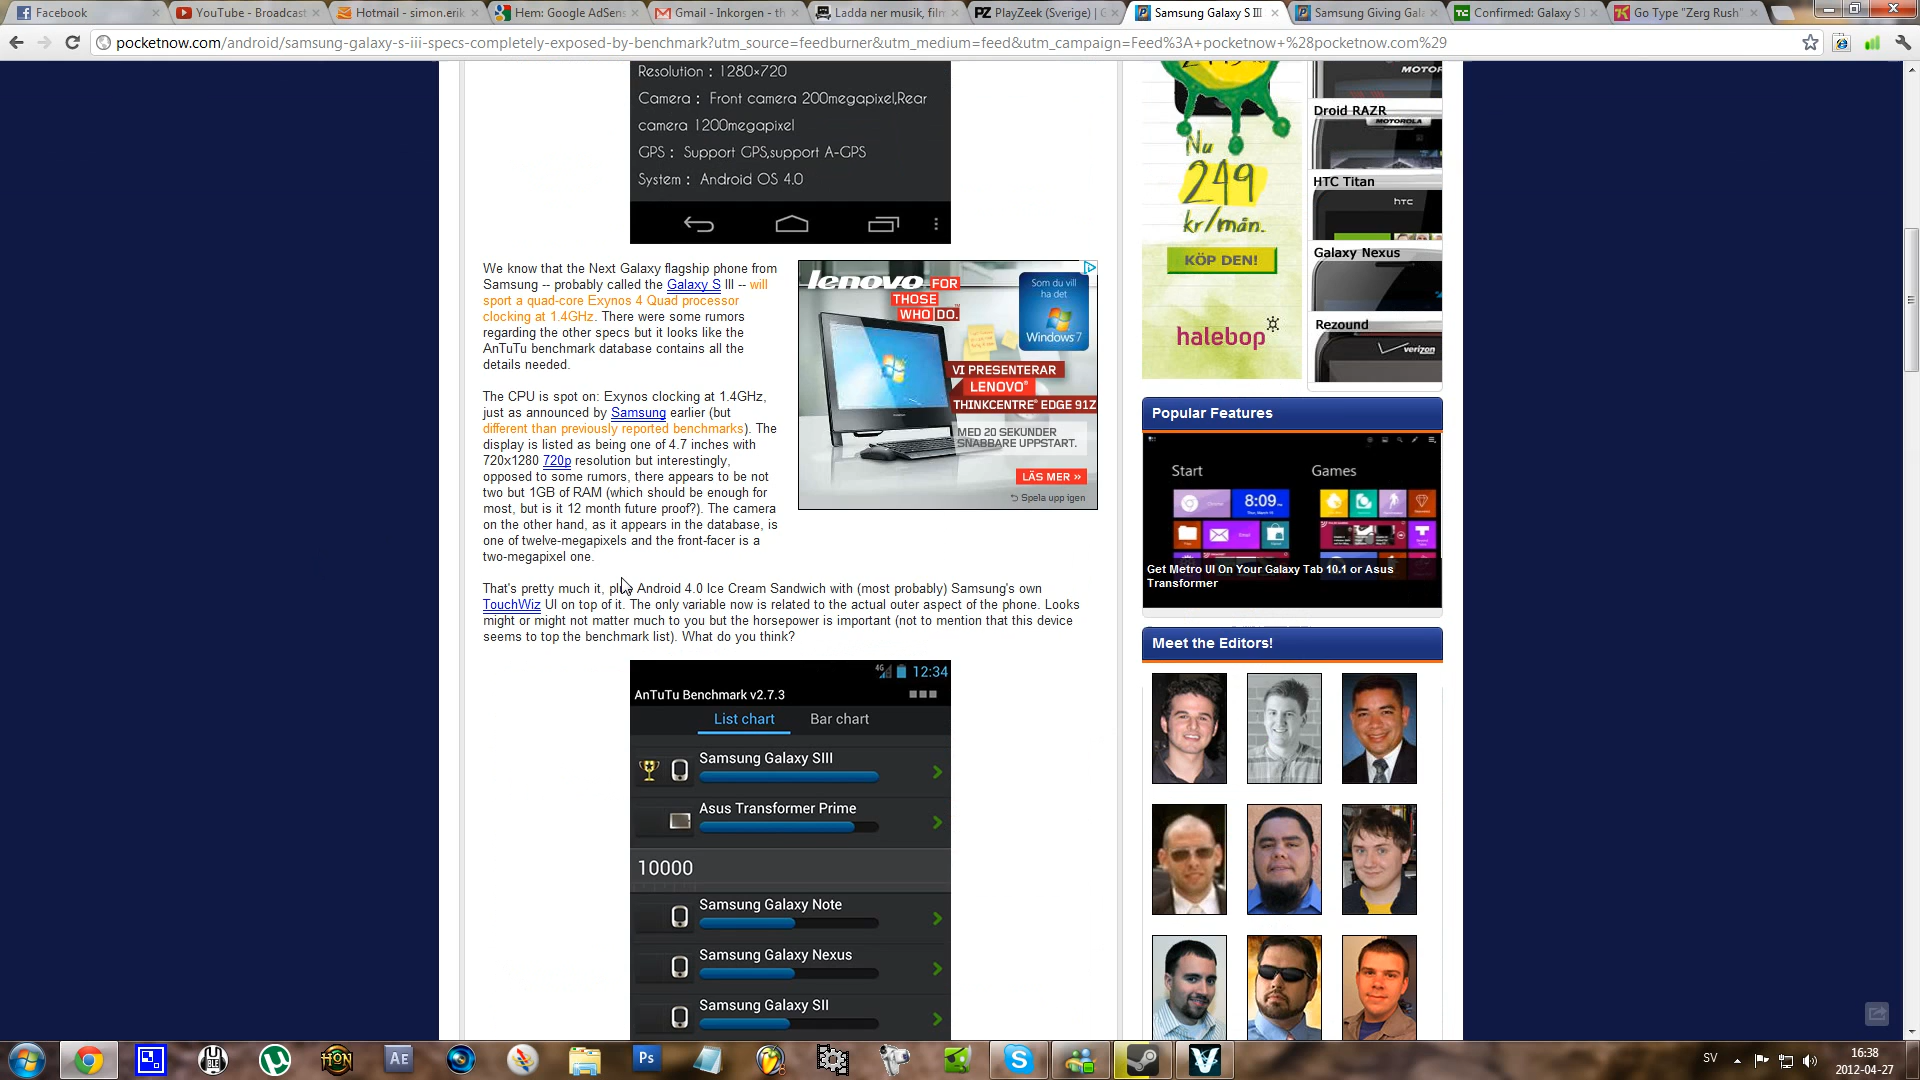 Facebook
YouTube - Broadcast
Hotmail - simon.erik
Hem: Google AdSens
Gmail - Inkorgen - th
Ladda ner musik, film
PlayZeek (Sverige) | G
Samsung Galaxy S III
Samsung Giving Gala
Confirmed: Galaxy S I
Go Type "Zerg Rush"
pocketnow.com/android/samsung-galaxy-s-iii-specs-completely-exposed-by-benchmark?utm_source=feedburner&utm_medium=feed&utm_campaign=Feed%3A+pocketnow+%28pocketnow.com%29
Resolution : 1280×720
Camera : Front camera 200megapixel,Rear
camera 1200megapixel
GPS : Support GPS,support A-GPS
System : Android OS 4.0
We know that the Next Galaxy flagship phone from
Samsung -- probably called the Galaxy S III -- will
sport a quad-core Exynos 4 Quad processor
clocking at 1.4GHz. There were some rumors
regarding the other specs but it looks like the
AnTuTu benchmark database contains all the
details needed.
The CPU is spot on: Exynos clocking at 1.4GHz,
just as announced by Samsung earlier (but
different than previously reported benchmarks). The
display is listed as being one of 4.7 inches with
720x1280 720p resolution but interestingly,
opposed to some rumors, there appears to be not
two but 1GB of RAM (which should be enough for
most, but is it 12 month future proof?). The camera
on the other hand, as it appears in the database, is
one of twelve-megapixels and the front-facer is a
two-megapixel one.
lenovo FOR
THOSE
WHO DO.™
Som du vill
ha det
Windows 7
VI PRESENTERAR
LENOVO®
THINKCENTRE® EDGE 91Z
MED 20 SEKUNDER
SNABBARE UPPSTART.
LÄS MER »
Spela upp igen
That's pretty much it, plus Android 4.0 Ice Cream Sandwich with (most probably) Samsung's own
TouchWiz UI on top of it. The only variable now is related to the actual outer aspect of the phone. Looks
might or might not matter much to you but the horsepower is important (not to mention that this device
seems to top the benchmark list). What do you think?
4G 12:34
AnTuTu Benchmark v2.7.3
List chart Bar chart
Samsung Galaxy SIII
Asus Transformer Prime
10000
Samsung Galaxy Note
Samsung Galaxy Nexus
Samsung Galaxy SII
Nu
249
kr/mån.
KÖP DEN!
halebop
MOTOROLA
Droid RAZR
MOTOROLA
HTC Titan
hTC
Galaxy Nexus
Rezound
verizon
Popular Features
Start Games
Chrome 8:09
Email
Get Metro UI On Your Galaxy Tab 10.1 or Asus
Transformer
Meet the Editors!
HON
Ae
Ps
SV
16:38
2012-04-27